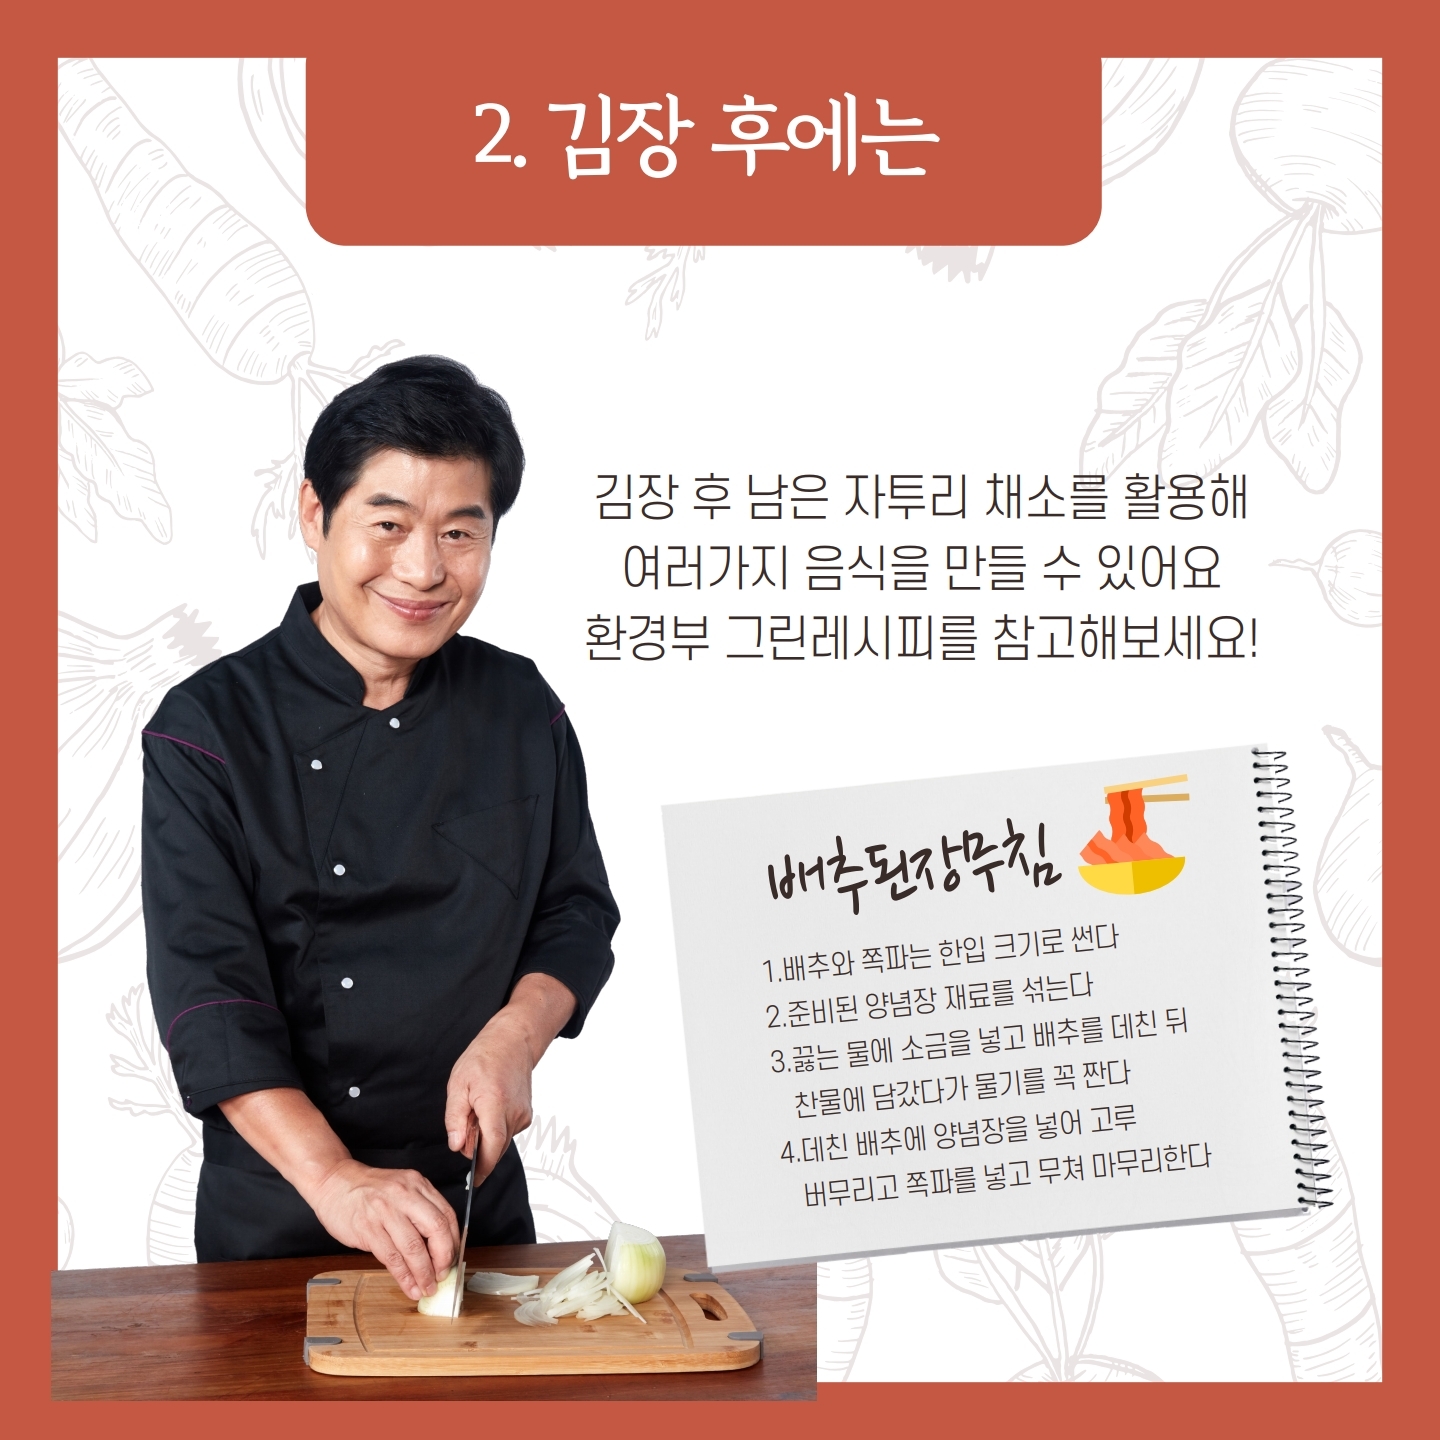 2. 김장 후에는
김장 후 남은 자투리 채소를 활용해
여러가지 음식을 만들 수 있어요
환경부 그린레시피를 참고해보세요!
배추된장무침
1.배추와 쪽파는 한입 크기로 썬다
2.준비된 양념장 재료를 섞는다
3.끓는 물에 소금을 넣고 배추를 데친 뒤
찬물에 담갔다가 물기를 꼭 짠다
4.데친 배추에 양념장을 넣어 고루
버무리고 쪽파를 넣고 무쳐 마무리한다